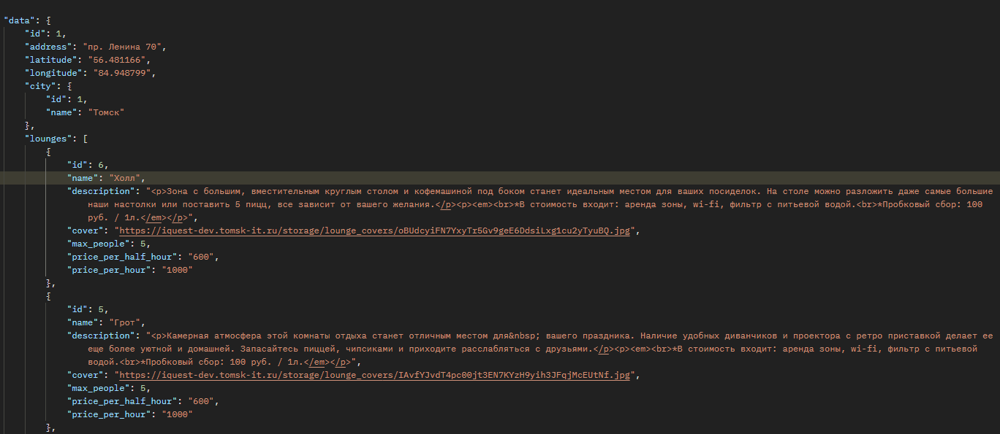 "data": {
"id": 1,
"address": "пр. Ленина 70",
"latitude": "56.481166",
"longitude": "84.948799",
"city": {
"id": 1,
"name": "Томск"
},
"lounges": [
{
"id": 6,
"name": "Холл",
"description": "<p>Зона с большим, вместительным круглым столом и кофемашиной под боком станет идеальным местом для ваших посиделок. На столе можно разложить даже самые большие
наши настолки или поставить 5 пицц, все зависит от вашего желания.</p><p><em><br>*В стоимость входит: аренда зоны, wi-fi, фильтр с питьевой водой.<br>*Пробковый сбор: 100
руб. / 1л.</em></p>",
"cover": "https://iquest-dev.tomsk-it.ru/storage/lounge_covers/oBUdcyiFN7YxyTr5Gv9geE6DdsiLxg1cu2yTyuBQ.jpg",
"max_people": 5,
"price_per_half_hour": "600",
"price_per_hour": "1000"
},
{
"id": 5,
"name": "Грот",
"description": "<p>Камерная атмосфера этой комнаты отдыха станет отличным местом для&nbsp; вашего праздника. Наличие удобных диванчиков и проектора с ретро приставкой делает ее
еще более уютной и домашней. Запасайтесь пиццей, чипсиками и приходите расслабляться с друзьями.</p><p><em><br>*В стоимость входит: аренда зоны, wi-fi, фильтр с питьевой
водой.<br>*Пробковый сбор: 100 руб. / 1л.</em></p>",
"cover": "https://iquest-dev.tomsk-it.ru/storage/lounge_covers/IAvfYJvdT4pc00jt3EN7KYzH9yih3JFqjMcEUtNf.jpg",
"max_people": 5,
"price_per_half_hour": "600",
"price_per_hour": "1000"
},